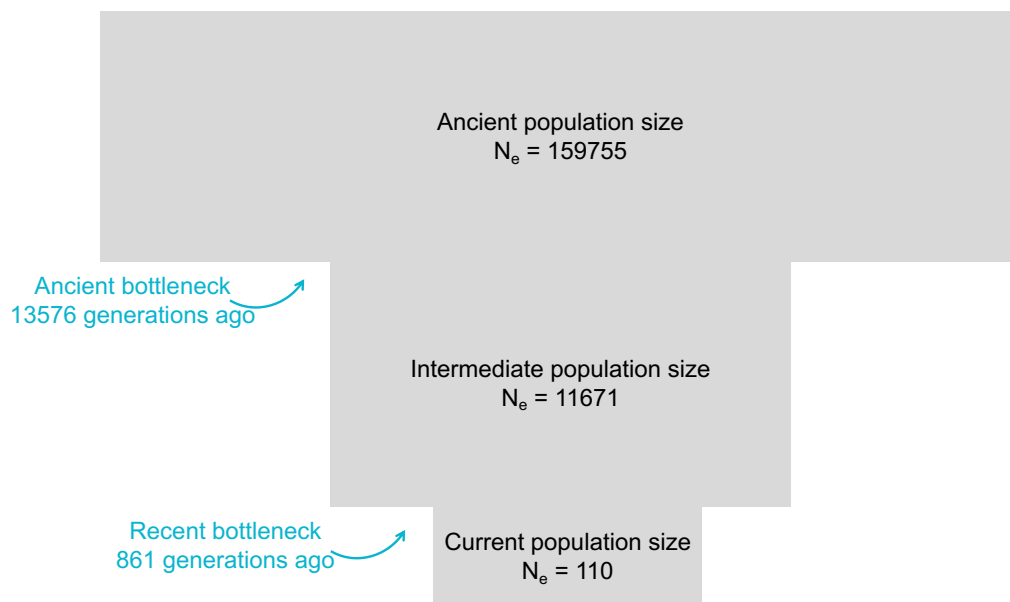 Ancient population size
Nₑ = 159755
Ancient bottleneck
13576 generations ago
Intermediate population size
Nₑ = 11671
Recent bottleneck
861 generations ago
Current population size
Nₑ = 110